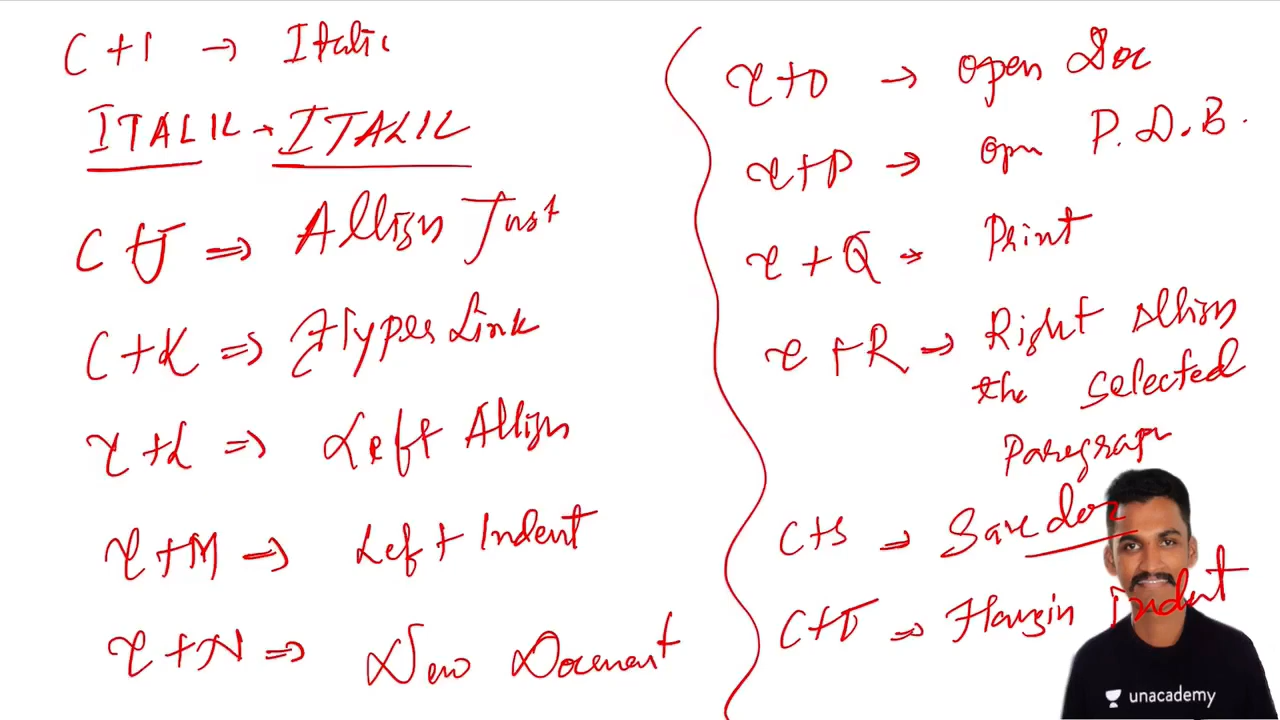 C+I → Italic
ITALIC → ITALIC
C+J ⇒ Allign Just
C+K ⇒ HyperLink
C+L ⇒ Left Allign
C+M ⇒ Left Indent
C+N ⇒ New Document
C+O → open Doc
C+P → open P.D.B.
C+Q → Print
C+R → Right Allign
the selected
Paregraph
C+S → Save doc
C+T ⇒ Hangin Indent
unacademy